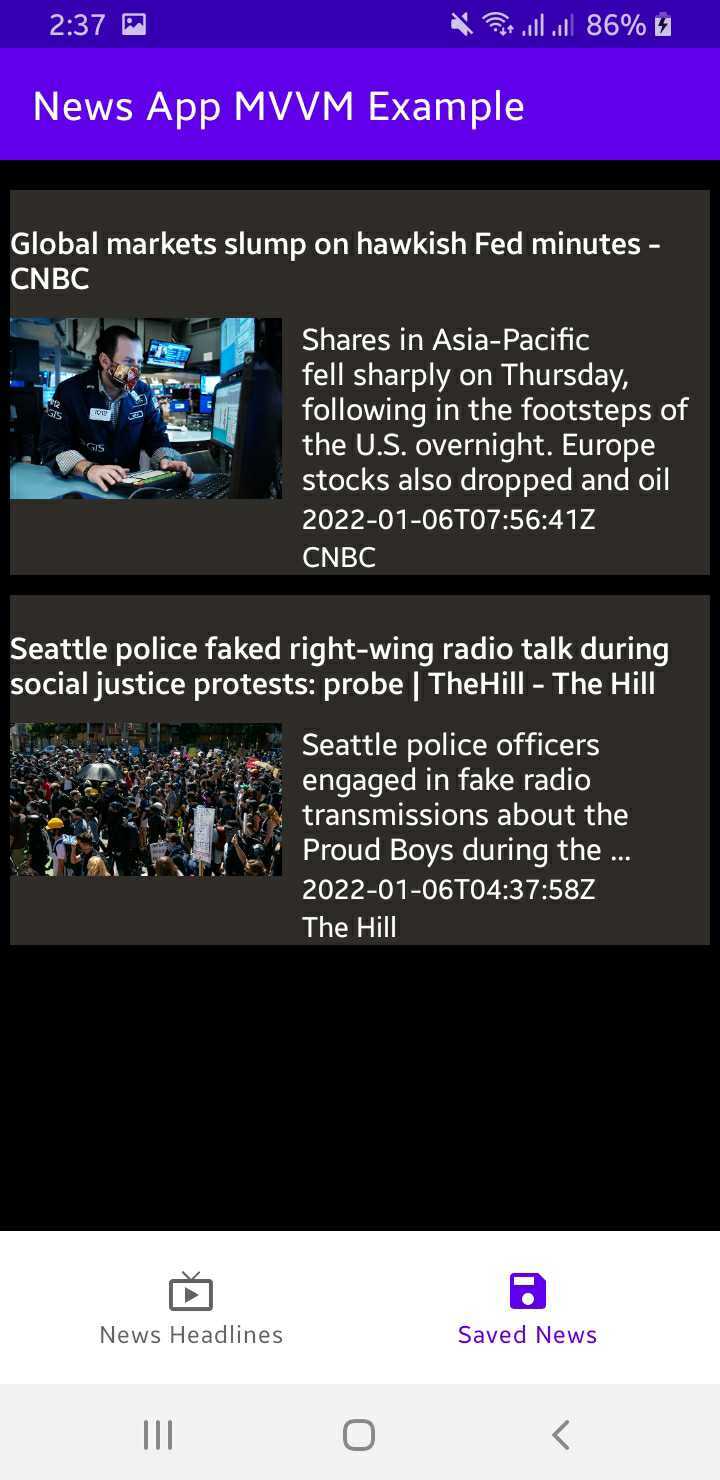 2:37 86%
News App MVVM Example
Global markets slump on hawkish Fed minutes -
CNBC
Shares in Asia-Pacific
fell sharply on Thursday,
following in the footsteps of
the U.S. overnight. Europe
stocks also dropped and oil
2022-01-06T07:56:41Z
CNBC
Seattle police faked right-wing radio talk during
social justice protests: probe | TheHill - The Hill
Seattle police officers
engaged in fake radio
transmissions about the
Proud Boys during the ...
2022-01-06T04:37:58Z
The Hill
News Headlines
Saved News